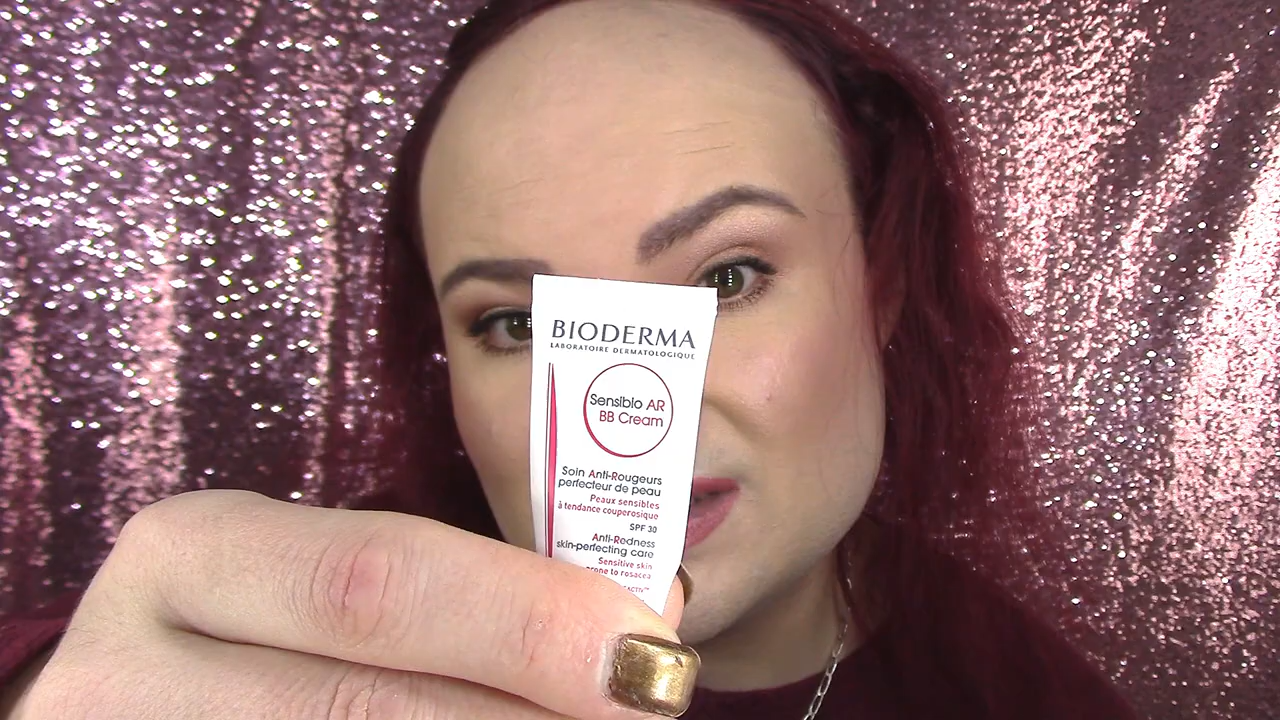 BIODERMA
LABORATOIRE DERMATOLOGIQUE
Sensibio AR
BB Cream
Soin Anti-Rougeurs
perfecteur de peau
Peaux sensibles
à tendance couperosique
SPF 30
Anti-Redness
skin-perfecting care
Sensitive skin
prone to rosacea